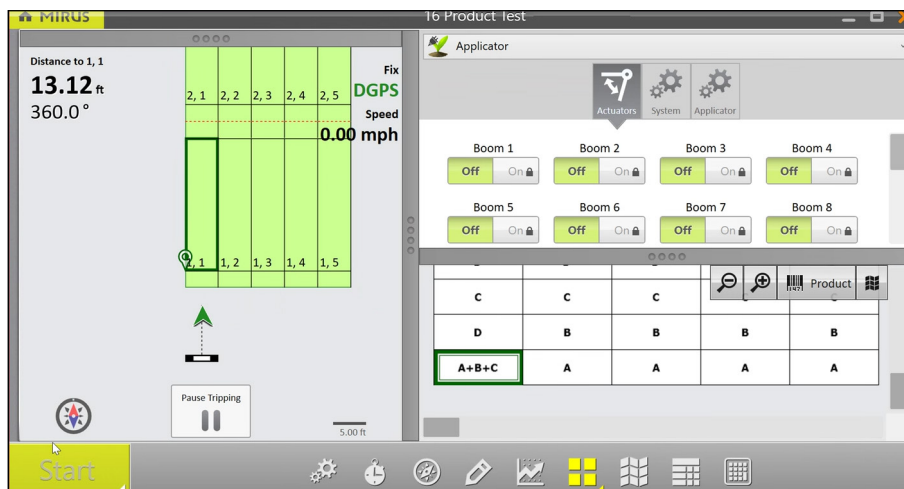 MIRUS
16 Product Test
Distance to 1, 1
13.12 ft
360.0°
Fix
DGPS
Speed
0.00 mph
2, 1 2, 2 2, 3 2, 4 2, 5
1, 1 1, 2 1, 3 1, 4 1, 5
Pause Tripping
5.00 ft
Applicator
Actuators System Applicator
Boom 1 Boom 2 Boom 3 Boom 4
Off On Off On Off On Off On
Boom 5 Boom 6 Boom 7 Boom 8
Off On Off On Off On Off On
Product
C C C C
D B B B B
A+B+C A A A A
Start